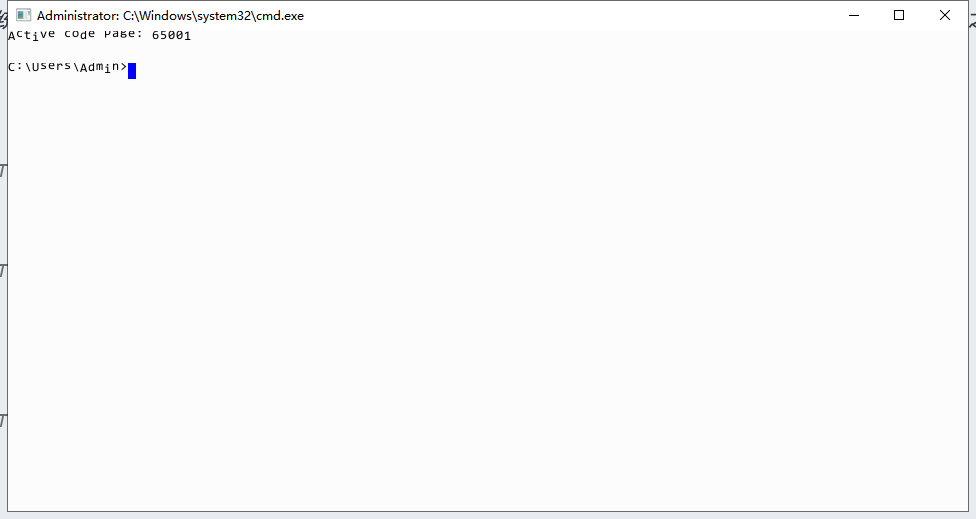 Administrator: C:\Windows\system32\cmd.exe
Active code page: 65001
C:\Users\Admin>